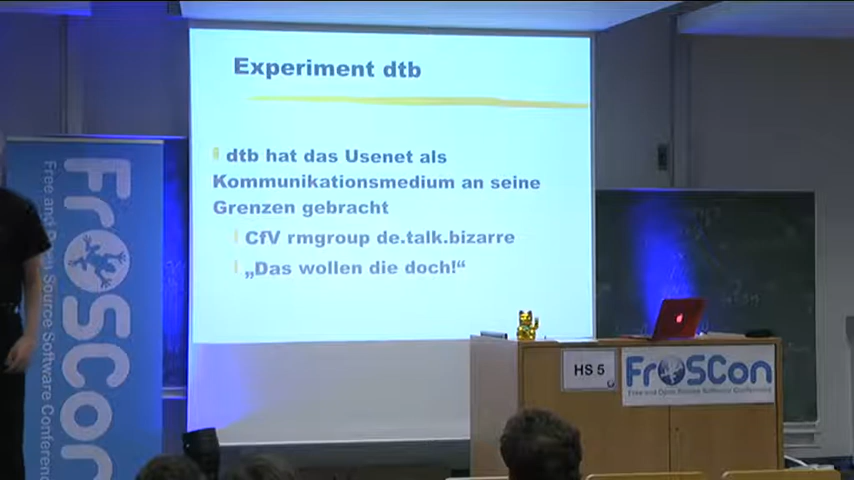 Experiment dtb
dtb hat das Usenet als
Kommunikationsmedium an seine
Grenzen gebracht
CfV rmgroup de.talk.bizarre
„Das wollen die doch!“
FrOSCon
Free and Open Source Software Conference
HS 5
FrOSCon
Free and Open Source Software Conference